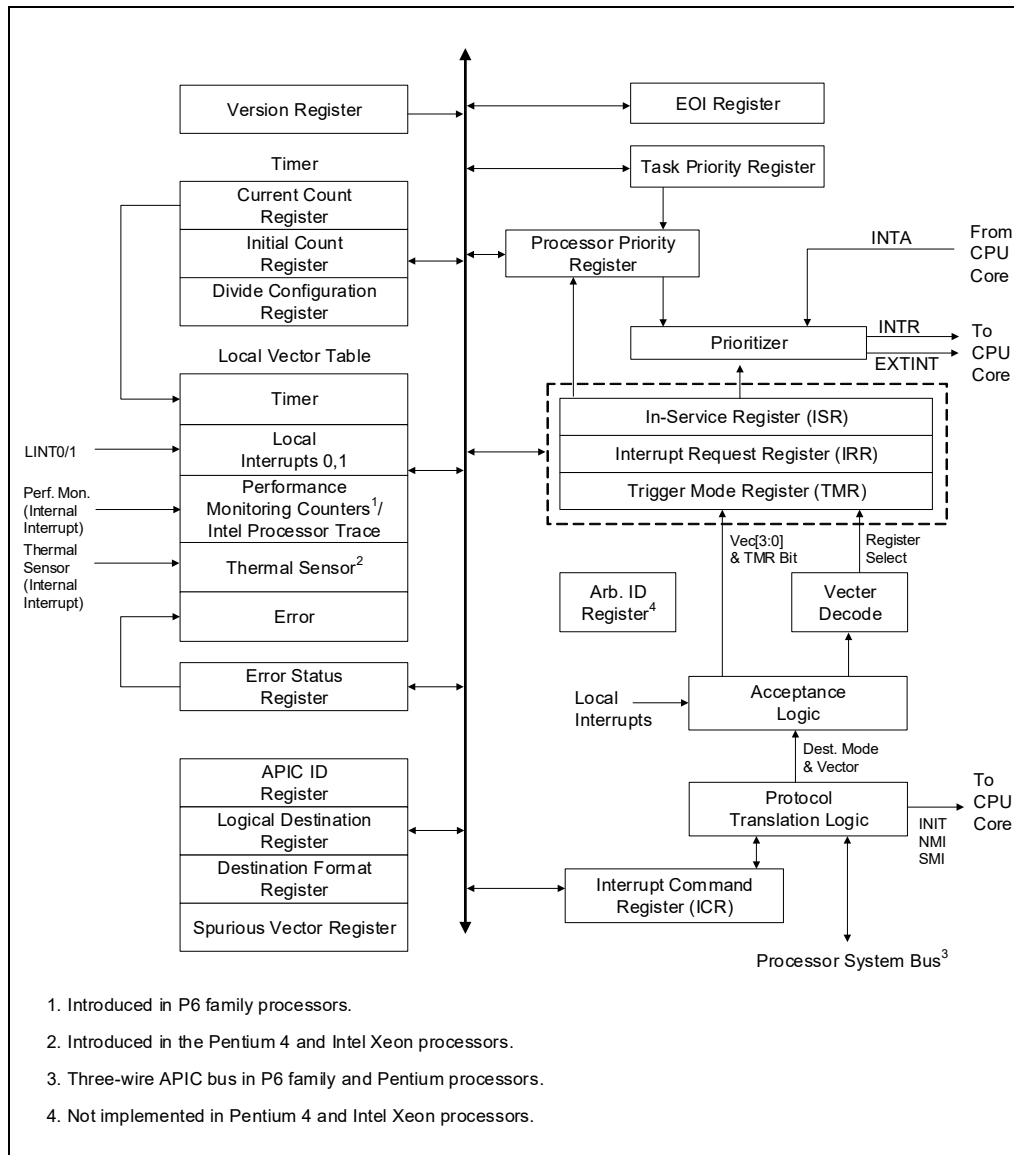 Version Register
EOI Register
Timer
Task Priority Register
Current Count
Register
Initial Count
Register
Divide Configuration
Register
Processor Priority
Register
INTA
From
CPU
Core
Prioritizer
INTR
EXTINT
To
CPU
Core
Local Vector Table
Timer
Local
Interrupts 0,1
Performance
Monitoring Counters1/
Intel Processor Trace
Thermal Sensor2
Error
LINT0/1
Perf. Mon.
(Internal
Interrupt)
Thermal
Sensor
(Internal
Interrupt)
In-Service Register (ISR)
Interrupt Request Register (IRR)
Trigger Mode Register (TMR)
Vec[3:0]
& TMR Bit
Register
Select
Arb. ID
Register4
Vecter
Decode
Error Status
Register
Local
Interrupts
Acceptance
Logic
Dest. Mode
& Vector
APIC ID
Register
Logical Destination
Register
Destination Format
Register
Spurious Vector Register
Protocol
Translation Logic
INIT
NMI
SMI
To
CPU
Core
Interrupt Command
Register (ICR)
Processor System Bus3
1. Introduced in P6 family processors.
2. Introduced in the Pentium 4 and Intel Xeon processors.
3. Three-wire APIC bus in P6 family and Pentium processors.
4. Not implemented in Pentium 4 and Intel Xeon processors.